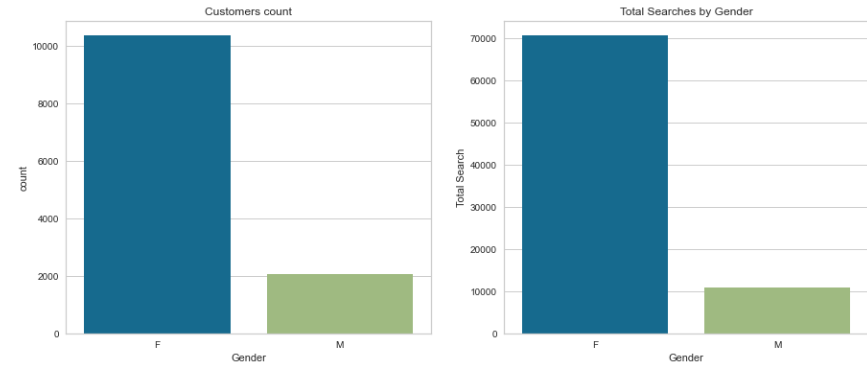 Customers count
10000
8000
6000
4000
2000
0
count
F
M
Gender
Total Searches by Gender
70000
60000
50000
40000
30000
20000
10000
0
Total Search
F
M
Gender